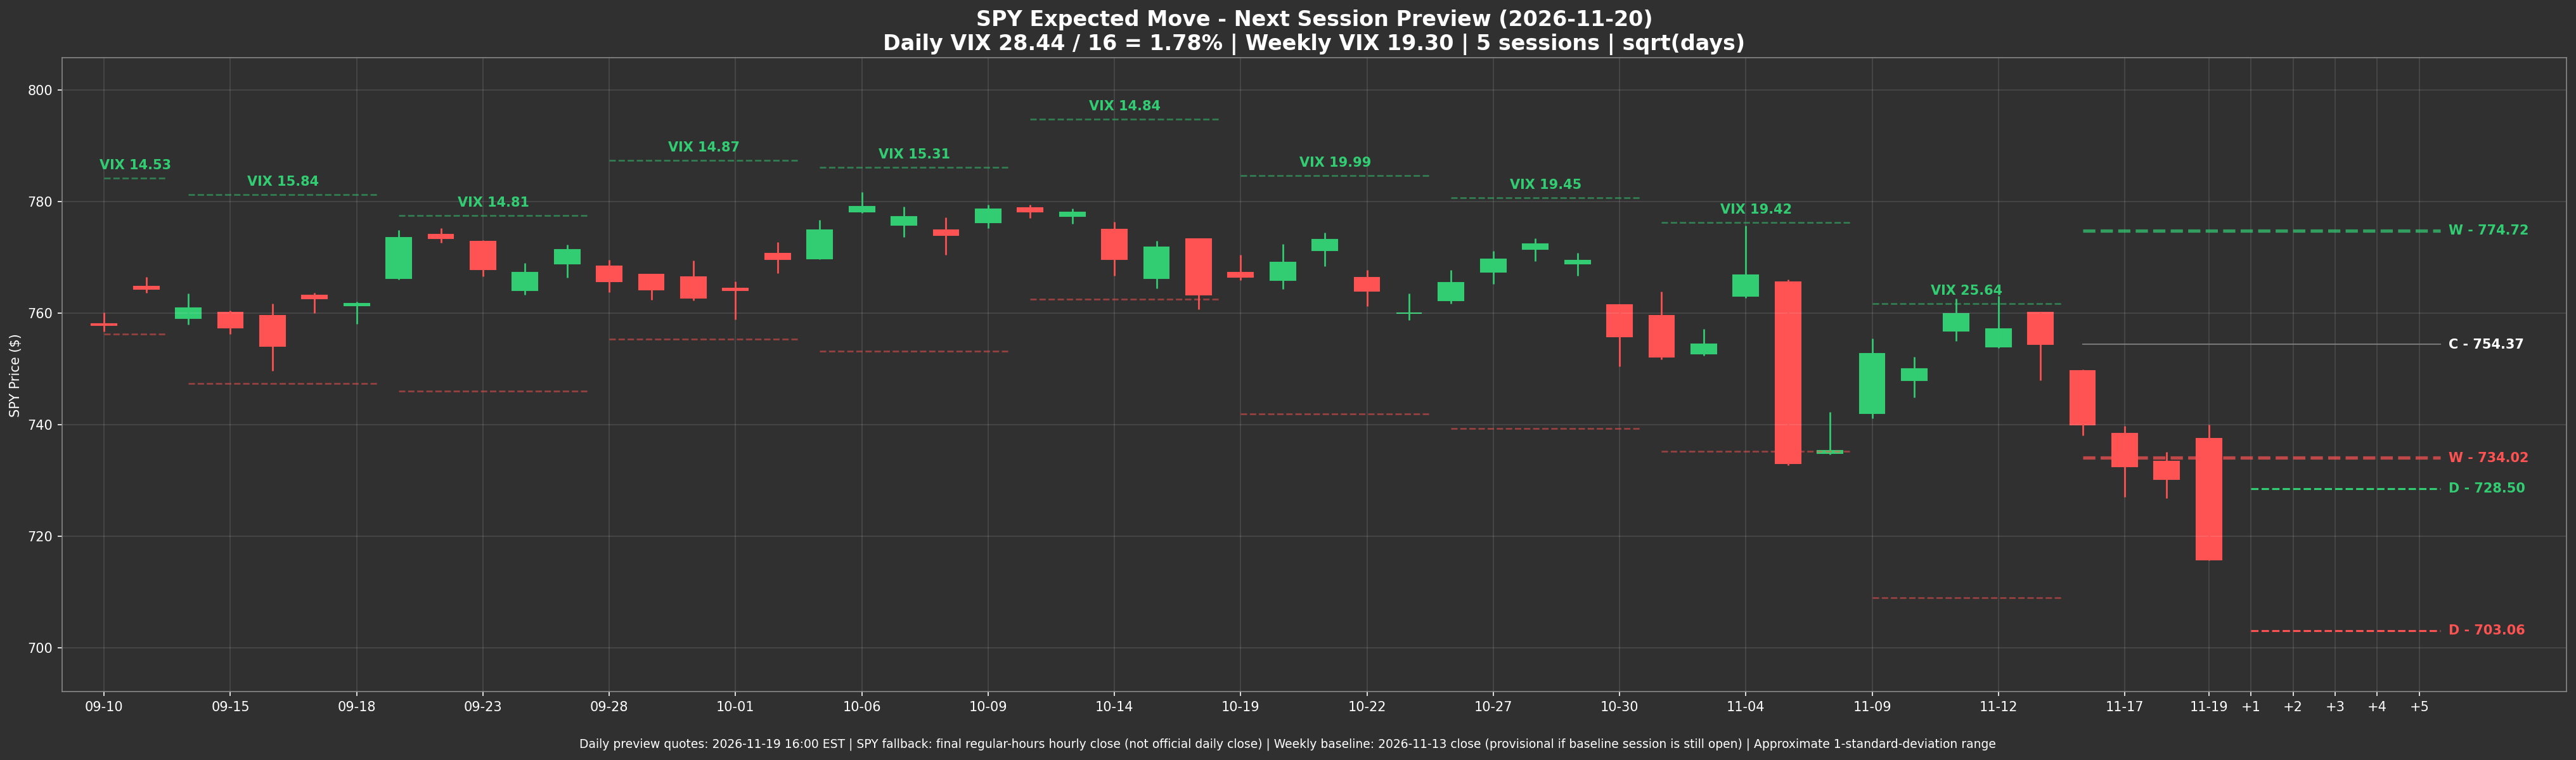 SPY Expected Move - Next Session Preview (2026-11-20)
Daily VIX 28.44 / 16 = 1.78% | Weekly VIX 19.30 | 5 sessions | sqrt(days)
SPY Price ($)
800
780
760
740
720
700
VIX 14.53
VIX 15.84
VIX 14.81
VIX 14.87
VIX 15.31
VIX 14.84
VIX 19.99
VIX 19.45
VIX 19.42
VIX 25.64
W - 774.72
C - 754.37
W - 734.02
D - 728.50
D - 703.06
09-10 09-15 09-18 09-23 09-28 10-01 10-06 10-09 10-14 10-19 10-22 10-27 10-30 11-04 11-09 11-12 11-17 11-19 +1 +2 +3 +4 +5
Daily preview quotes: 2026-11-19 16:00 EST | SPY fallback: final regular-hours hourly close (not official daily close) | Weekly baseline: 2026-11-13 close (provisional if baseline session is still open) | Approximate 1-standard-deviation range